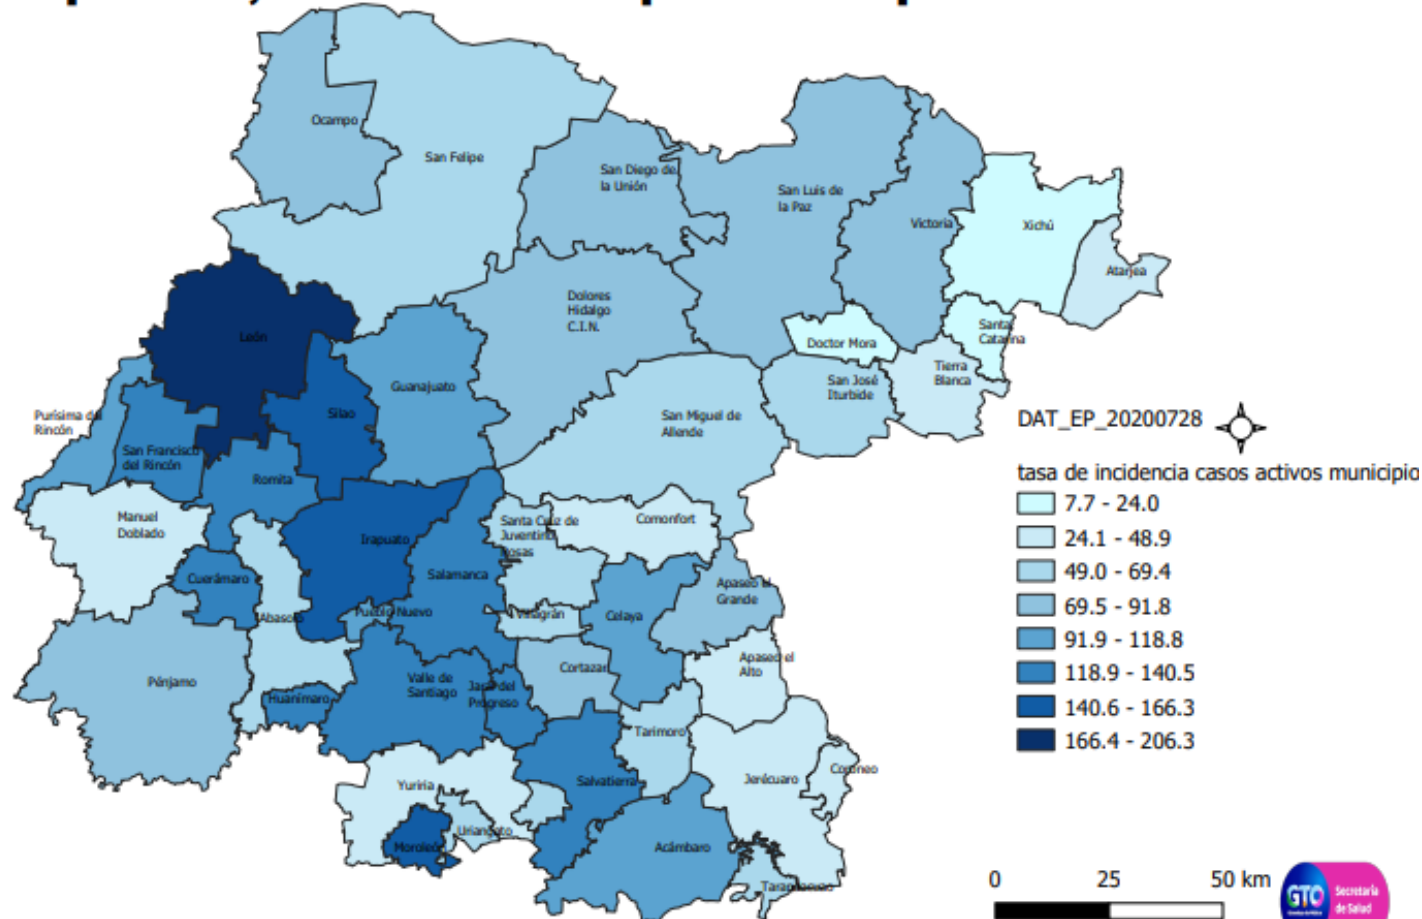 Ocampo
San Felipe
San Diego de
la Unión
San Luis de
la Paz
Victoria
Xichú
Atarjea
Dolores
Hidalgo
C.I.N.
León
Santa
Catarina
Doctor Mora
Tierra
Blanca
San José
Iturbide
Guanajuato
Silao
San Miguel de
Allende
Purísima del
Rincón
San Francisco
del Rincón
Romita
Manuel
Doblado
Irapuato
Santa Cruz de
Juventino
Rosas
Comonfort
Cuerámaro
Salamanca
Apaseo el
Grande
Abasolo
Pueblo Nuevo
Villagrán
Celaya
Pénjamo
Valle de
Santiago
Jaral del
Progreso
Cortazar
Apaseo el
Alto
Huanímaro
Tarimoro
Yuriria
Salvatierra
Jerécuaro
Coroneo
Uriangato
Moroleón
Acámbaro
DAT_EP_20200728
tasa de incidencia casos activos municipio
7.7 - 24.0
24.1 - 48.9
49.0 - 69.4
69.5 - 91.8
91.9 - 118.8
118.9 - 140.5
140.6 - 166.3
166.4 - 206.3
0 25 50 km
GTO
Secretaría
de Salud